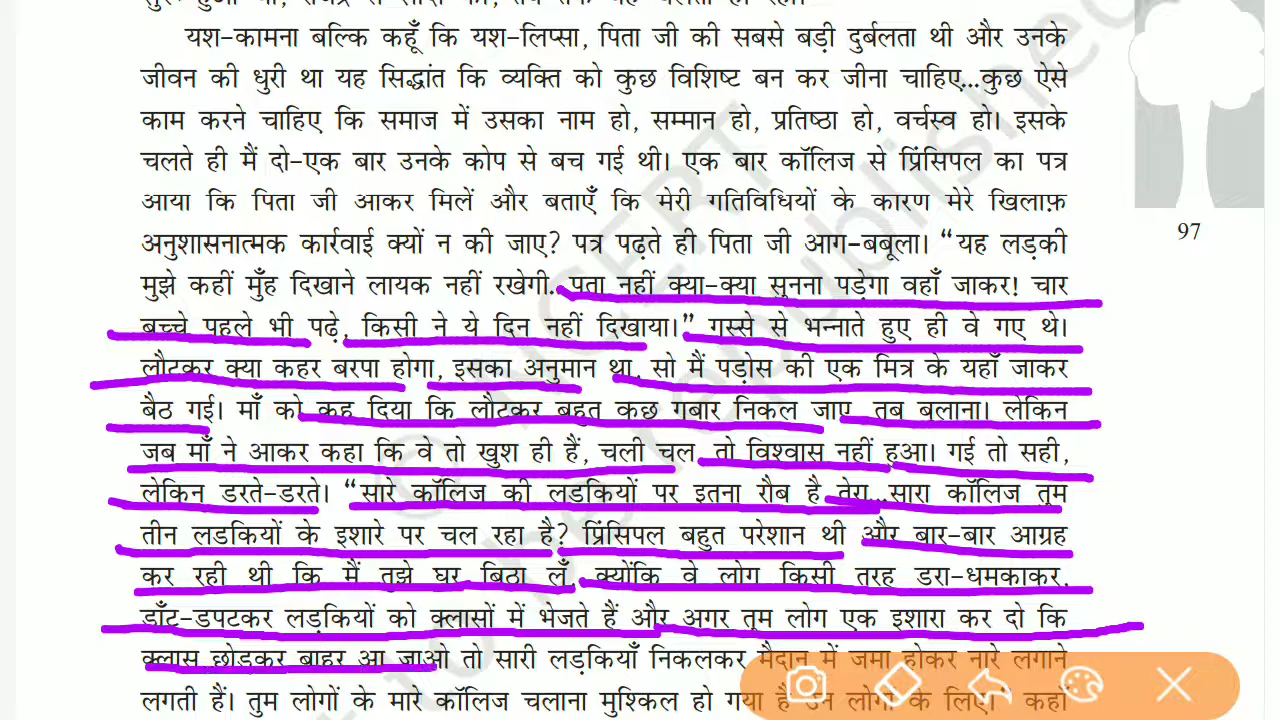 यश-कामना बल्कि कहूँ कि यश-लिप्सा, पिता जी की सबसे बड़ी दुर्बलता थी और उनके
जीवन की धुरी था यह सिद्धांत कि व्यक्ति को कुछ विशिष्ट बन कर जीना चाहिए...कुछ ऐसे
काम करने चाहिए कि समाज में उसका नाम हो, सम्मान हो, प्रतिष्ठा हो, वर्चस्व हो। इसके
चलते ही मैं दो-एक बार उनके कोप से बच गई थी। एक बार कॉलिज से प्रिंसिपल का पत्र
आया कि पिता जी आकर मिलें और बताएँ कि मेरी गतिविधियों के कारण मेरे खिलाफ़
अनुशासनात्मक कार्रवाई क्यों न की जाए? पत्र पढ़ते ही पिता जी आग-बबूला। “यह लड़की
मुझे कहीं मुँह दिखाने लायक नहीं रखेगी..पता नहीं क्या-क्या सुनना पड़ेगा वहाँ जाकर! चार
बच्चे पहले भी पढ़े, किसी ने ये दिन नहीं दिखाया।” गुस्से से भन्नाते हुए ही वे गए थे।
लौटकर क्या कहर बरपा होगा, इसका अनुमान था, सो मैं पड़ोस की एक मित्र के यहाँ जाकर
बैठ गई। माँ को कह दिया कि लौटकर बहुत कुछ गुबार निकल जाए, तब बुलाना। लेकिन
जब माँ ने आकर कहा कि वे तो खुश ही हैं, चली चल, तो विश्वास नहीं हुआ। गई तो सही,
लेकिन डरते-डरते। “सारे कॉलिज की लड़कियों पर इतना रौब है तेरा...सारा कॉलिज तुम
तीन लड़कियों के इशारे पर चल रहा है? प्रिंसिपल बहुत परेशान थी और बार-बार आग्रह
कर रही थी कि मैं तुझे घर बिठा लूँ, क्योंकि वे लोग किसी तरह डरा-धमकाकर,
डाँट-डपटकर लड़कियों को क्लासों में भेजते हैं और अगर तुम लोग एक इशारा कर दो कि
क्लास छोड़कर बाहर आ जाओ तो सारी लड़कियाँ निकलकर मैदान में जमा होकर नारे लगाने
लगती हैं। तुम लोगों के मारे कॉलिज चलाना मुश्किल हो गया है उन लोगों के लिए।” कहाँ
97